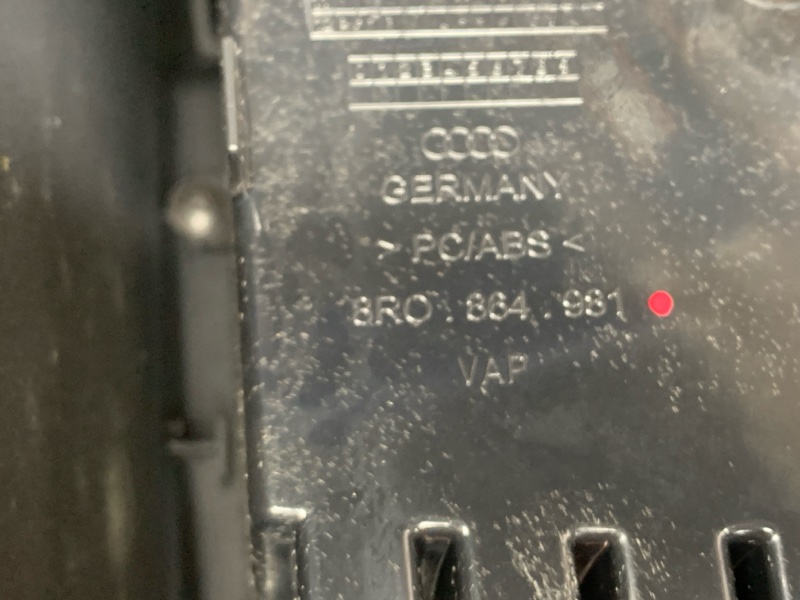 GERMANY
> PC/ABS <
8R0 . 864 . 981
VAP